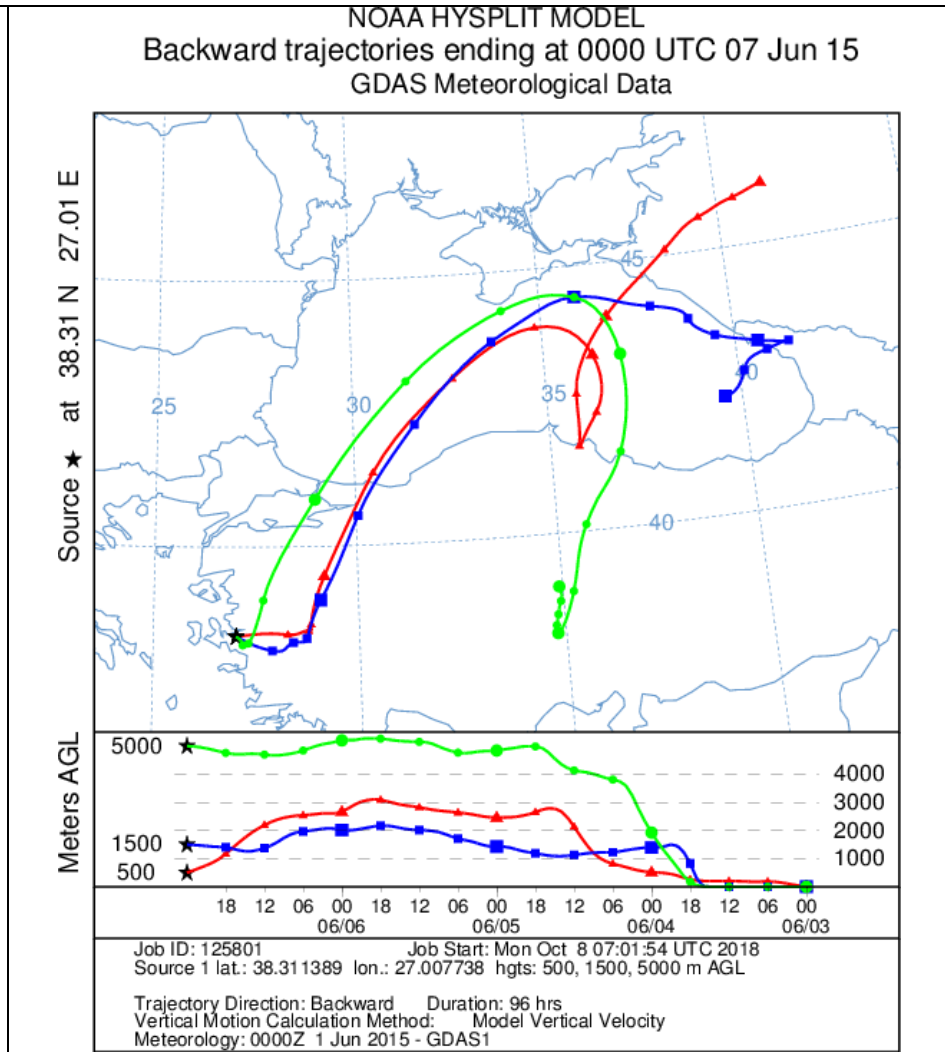 NOAA HYSPLIT MODEL
Backward trajectories ending at 0000 UTC 07 Jun 15
GDAS Meteorological Data
Source ★ at 38.31 N 27.01 E
45
25
30
35
40
40
Meters AGL
5000
1500
500
4000
3000
2000
1000
18 12 06 00 18 12 06 00 18 12 06 00 18 12 06 00
06/06 06/05 06/04 06/03
Job ID: 125801 Job Start: Mon Oct 8 07:01:54 UTC 2018
Source 1 lat.: 38.311389 lon.: 27.007738 hgts: 500, 1500, 5000 m AGL
Trajectory Direction: Backward Duration: 96 hrs
Vertical Motion Calculation Method: Model Vertical Velocity
Meteorology: 0000Z 1 Jun 2015 - GDAS1